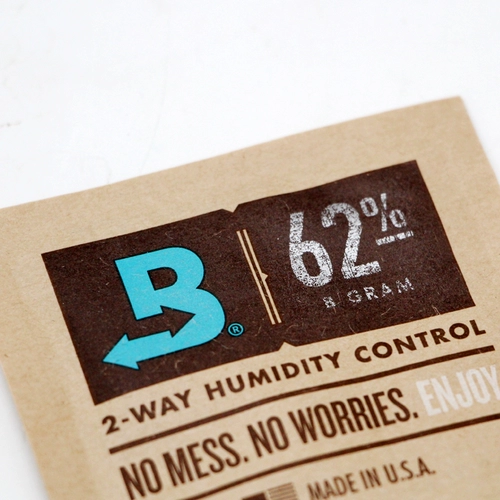 B®
62%
8 GRAM
2-WAY HUMIDITY CONTROL
NO MESS. NO WORRIES. ENJOY
MADE IN U.S.A.